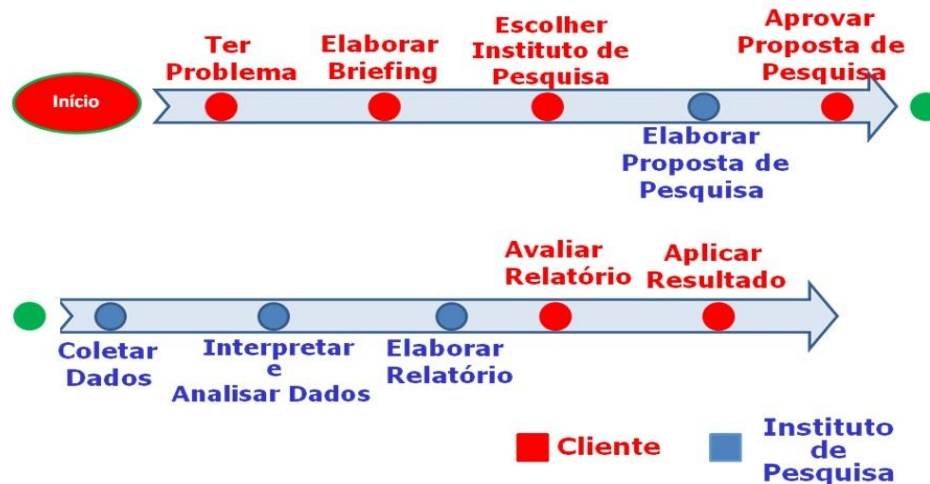 Início
Ter
Problema
Elaborar
Briefing
Escolher
Instituto de
Pesquisa
Elaborar
Proposta de
Pesquisa
Aprovar
Proposta de
Pesquisa
Coletar
Dados
Interpretar
e
Analisar Dados
Elaborar
Relatório
Avaliar
Relatório
Aplicar
Resultado
Cliente
Instituto
de
Pesquisa